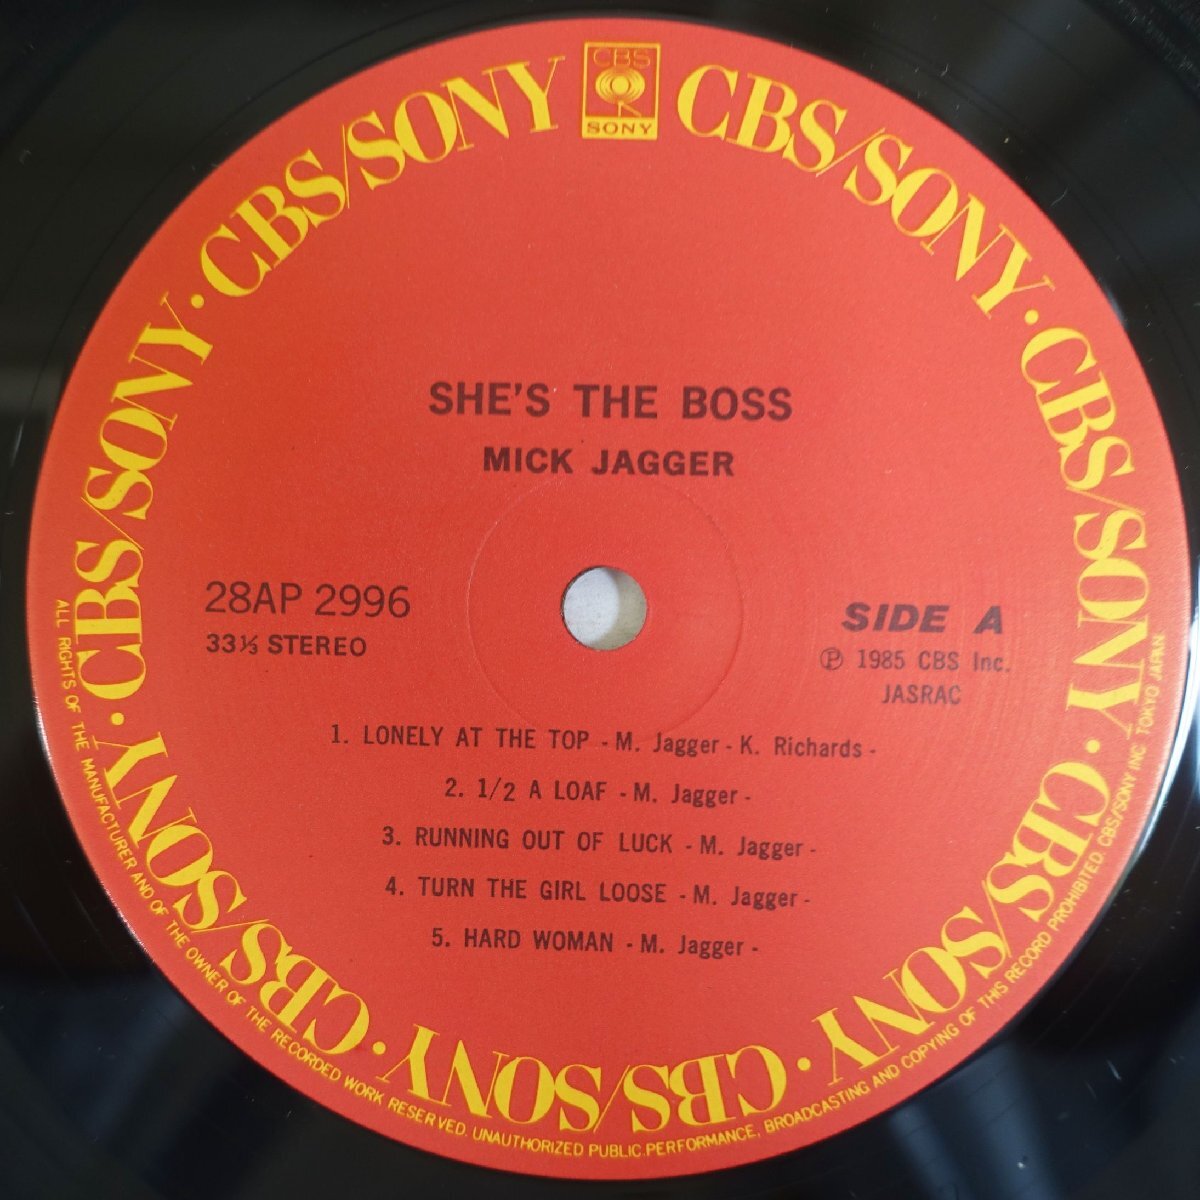 CBS
SONY
CBS/SONY · CBS/SONY · CBS/SONY · CBS/SONY · CBS/SONY · CBS/SONY · CBS/SONY · CBS/SONY · CBS/SONY
SHE'S THE BOSS
MICK JAGGER
28AP 2996
33⅓ STEREO
SIDE A
Ⓟ 1985 CBS Inc.
JASRAC
1. LONELY AT THE TOP - M. Jagger - K. Richards -
2. 1/2 A LOAF - M. Jagger -
3. RUNNING OUT OF LUCK - M. Jagger -
4. TURN THE GIRL LOOSE - M. Jagger -
5. HARD WOMAN - M. Jagger -
ALL RIGHTS OF THE MANUFACTURER AND OF THE OWNER OF THE RECORDED WORK RESERVED. UNAUTHORIZED PUBLIC PERFORMANCE, BROADCASTING AND COPYING OF THIS RECORD PROHIBITED. CBS/SONY INC. TOKYO JAPAN